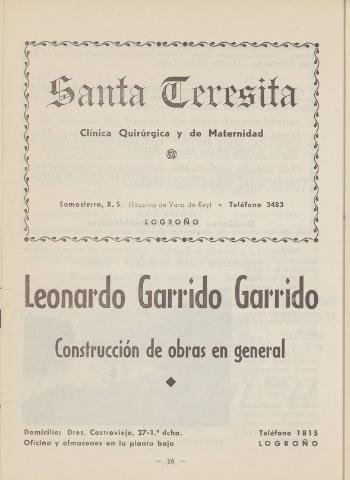 Santa Teresita
Clínica Quirúrgica y de Maternidad
Somosierra, R. S. (Esquina de Vara de Rey) - Teléfono 3483
LOGROÑO
Leonardo Garrido Garrido
Construcción de obras en general
Domicilio: Dres. Castroviejo, 27-1.º dcha.
Oficina y almacenes en la planta baja
Teléfono 1815
LOGROÑO
— 16 —